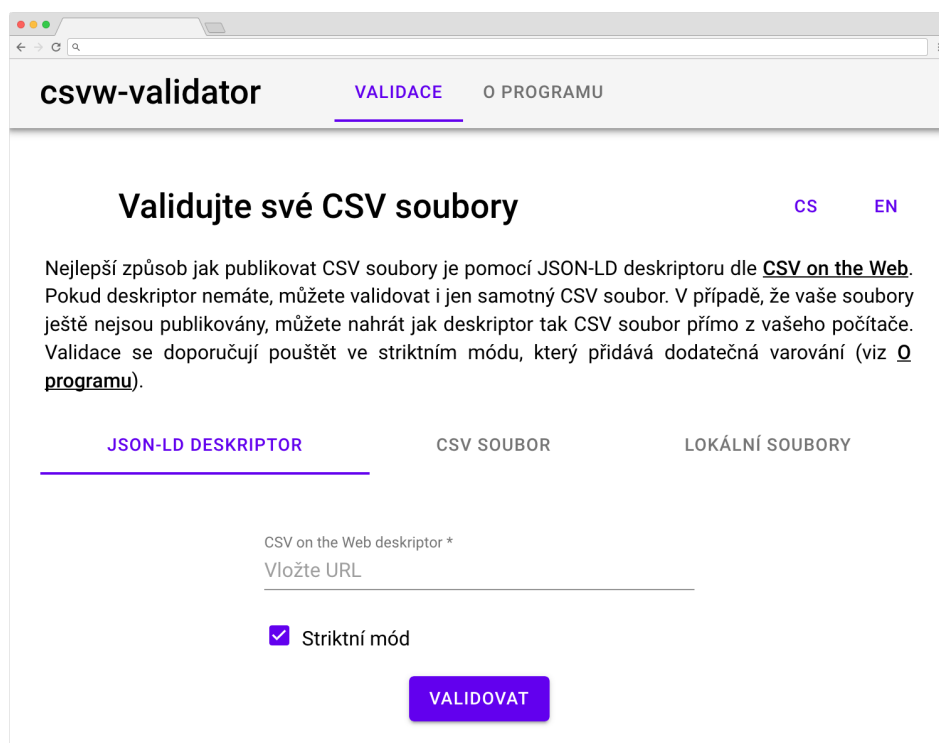 csvw-validator VALIDACE O PROGRAMU
Validujte své CSV soubory CS EN
Nejlepší způsob jak publikovat CSV soubory je pomocí JSON-LD deskriptoru dle CSV on the Web.
Pokud deskriptor nemáte, můžete validovat i jen samotný CSV soubor. V případě, že vaše soubory
ještě nejsou publikovány, můžete nahrát jak deskriptor tak CSV soubor přímo z vašeho počítače.
Validace se doporučují pouštět ve striktním módu, který přidává dodatečná varování (viz O
programu).
JSON-LD DESKRIPTOR CSV SOUBOR LOKÁLNÍ SOUBORY
CSV on the Web deskriptor *
Vložte URL
Striktní mód
VALIDOVAT